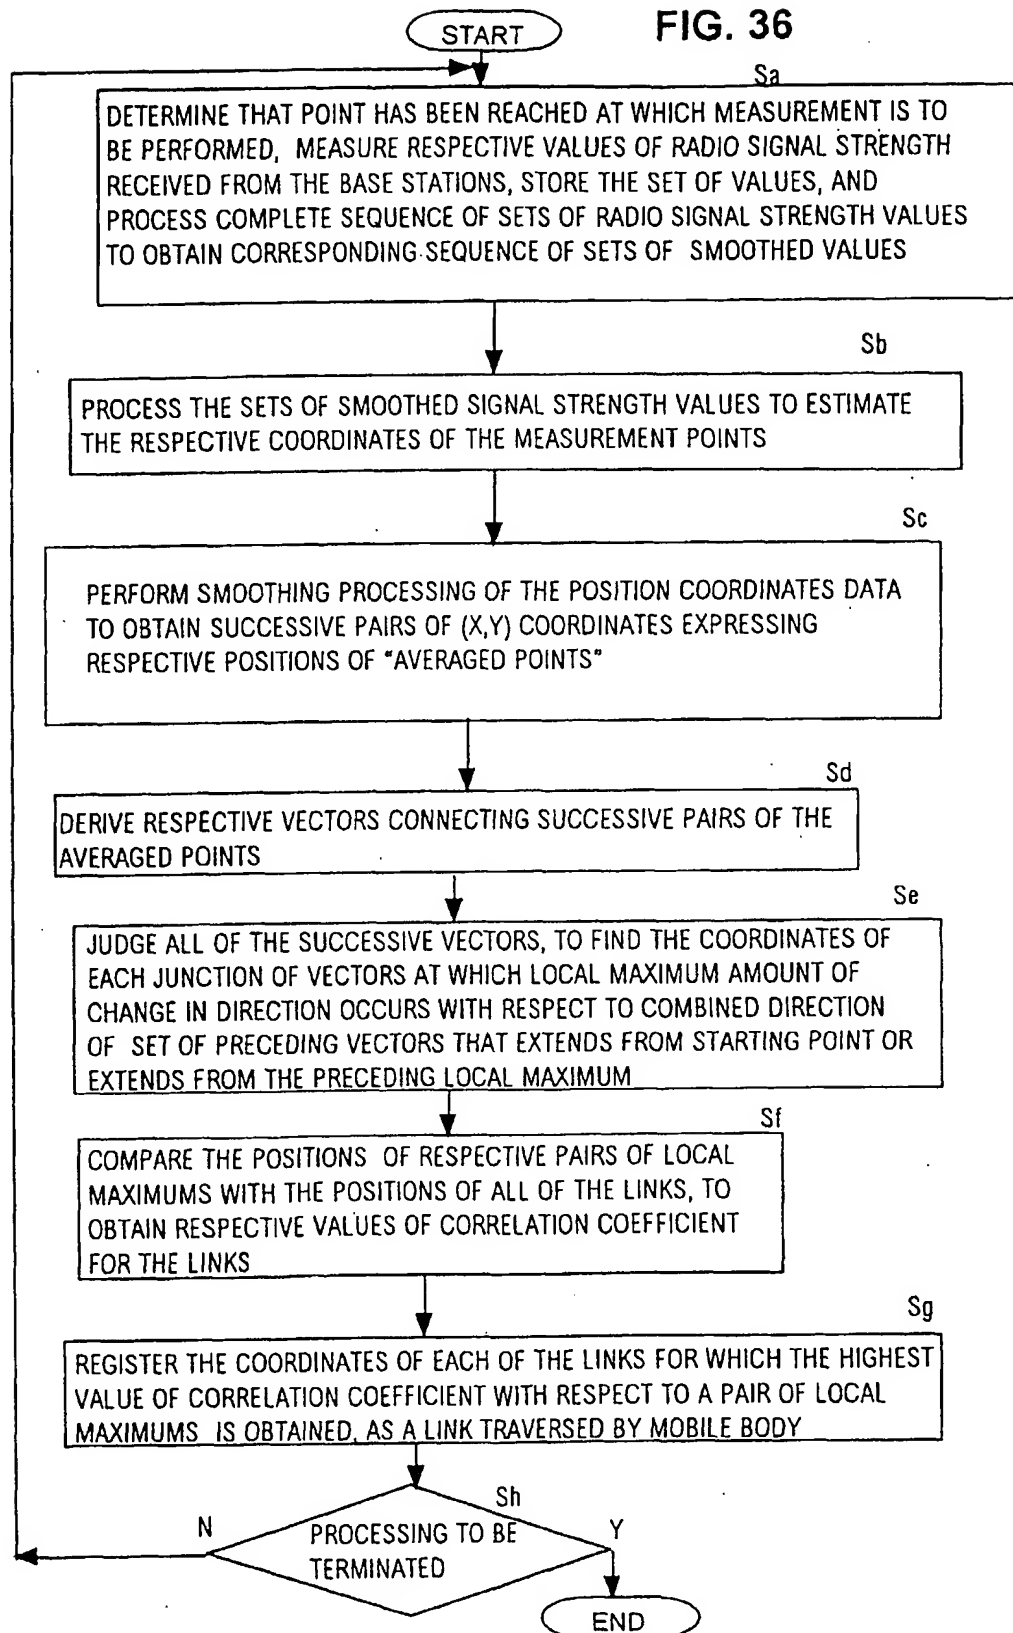 START
FIG. 36
Sa
DETERMINE THAT POINT HAS BEEN REACHED AT WHICH MEASUREMENT IS TO
BE PERFORMED, MEASURE RESPECTIVE VALUES OF RADIO SIGNAL STRENGTH
RECEIVED FROM THE BASE STATIONS, STORE THE SET OF VALUES, AND
PROCESS COMPLETE SEQUENCE OF SETS OF RADIO SIGNAL STRENGTH VALUES
TO OBTAIN CORRESPONDING SEQUENCE OF SETS OF SMOOTHED VALUES
Sb
PROCESS THE SETS OF SMOOTHED SIGNAL STRENGTH VALUES TO ESTIMATE
THE RESPECTIVE COORDINATES OF THE MEASUREMENT POINTS
Sc
PERFORM SMOOTHING PROCESSING OF THE POSITION COORDINATES DATA
TO OBTAIN SUCCESSIVE PAIRS OF (X,Y) COORDINATES EXPRESSING
RESPECTIVE POSITIONS OF "AVERAGED POINTS"
Sd
DERIVE RESPECTIVE VECTORS CONNECTING SUCCESSIVE PAIRS OF THE
AVERAGED POINTS
Se
JUDGE ALL OF THE SUCCESSIVE VECTORS, TO FIND THE COORDINATES OF
EACH JUNCTION OF VECTORS AT WHICH LOCAL MAXIMUM AMOUNT OF
CHANGE IN DIRECTION OCCURS WITH RESPECT TO COMBINED DIRECTION
OF SET OF PRECEDING VECTORS THAT EXTENDS FROM STARTING POINT OR
EXTENDS FROM THE PRECEDING LOCAL MAXIMUM
Sf
COMPARE THE POSITIONS OF RESPECTIVE PAIRS OF LOCAL
MAXIMUMS WITH THE POSITIONS OF ALL OF THE LINKS, TO
OBTAIN RESPECTIVE VALUES OF CORRELATION COEFFICIENT
FOR THE LINKS
Sg
REGISTER THE COORDINATES OF EACH OF THE LINKS FOR WHICH THE HIGHEST
VALUE OF CORRELATION COEFFICIENT WITH RESPECT TO A PAIR OF LOCAL
MAXIMUMS IS OBTAINED, AS A LINK TRAVERSED BY MOBILE BODY
Sh
N
Y
PROCESSING TO BE
TERMINATED
END